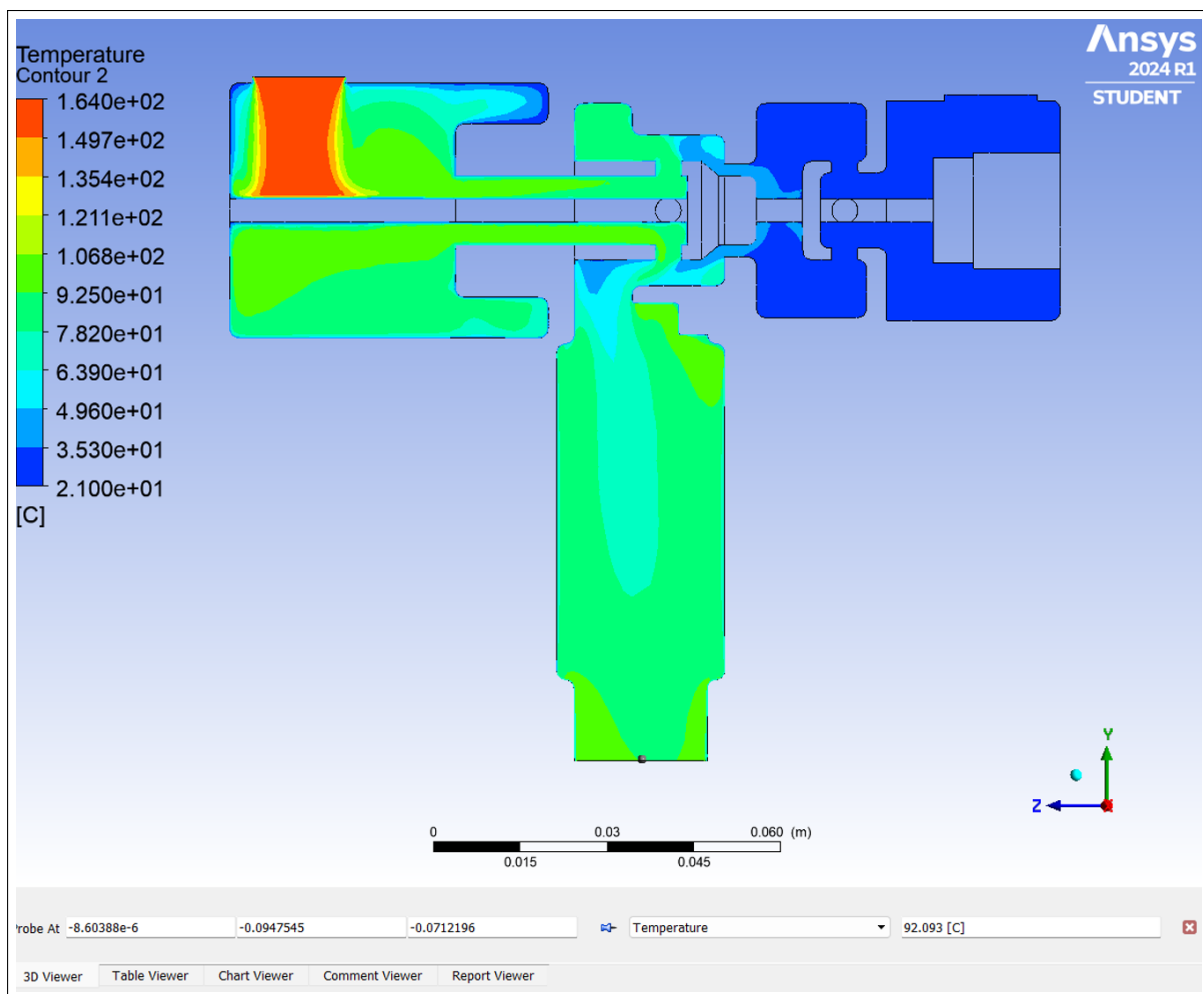 Temperature
Contour 2
Ansys
2024 R1
STUDENT
1.640e+02
1.497e+02
1.354e+02
1.211e+02
1.068e+02
9.250e+01
7.820e+01
6.390e+01
4.960e+01
3.530e+01
2.100e+01
[C]
Y
Z
X
0 0.03 0.060 (m)
0.015 0.045
Probe At -8.60388e-6 -0.0947545 -0.0712196 Temperature 92.093 [C]
3D Viewer Table Viewer Chart Viewer Comment Viewer Report Viewer